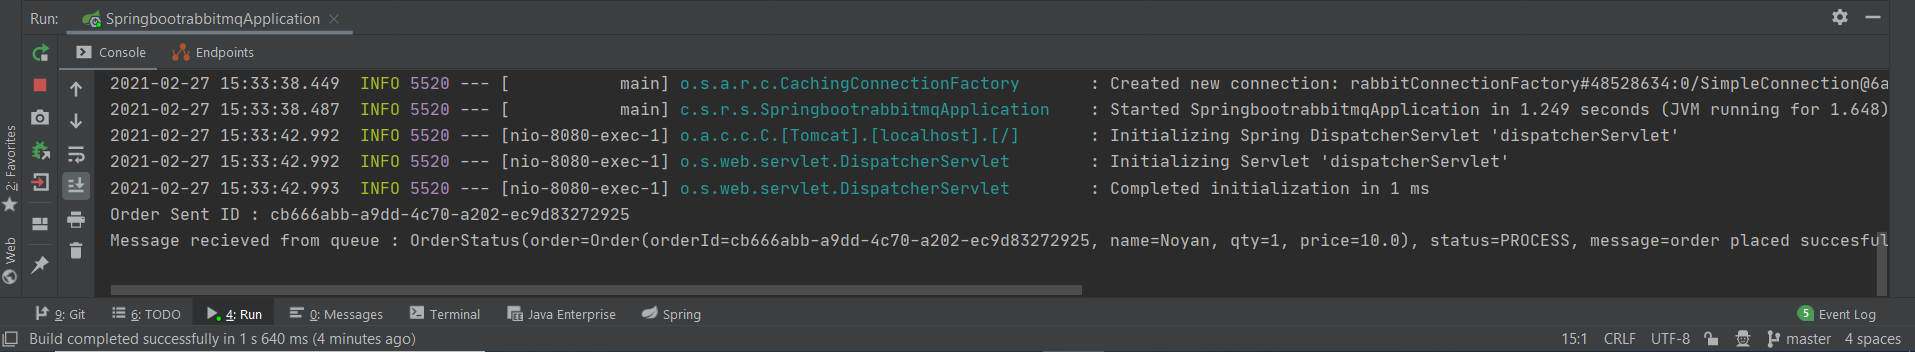 Run: SpringbootrabbitmqApplication
Console Endpoints
2021-02-27 15:33:38.449  INFO 5520 --- [           main] o.s.a.r.c.CachingConnectionFactory       : Created new connection: rabbitConnectionFactory#48528634:0/SimpleConnection@6a
2021-02-27 15:33:38.487  INFO 5520 --- [           main] c.s.r.s.SpringbootrabbitmqApplication    : Started SpringbootrabbitmqApplication in 1.249 seconds (JVM running for 1.648)
2021-02-27 15:33:42.992  INFO 5520 --- [nio-8080-exec-1] o.a.c.c.C.[Tomcat].[localhost].[/]       : Initializing Spring DispatcherServlet 'dispatcherServlet'
2021-02-27 15:33:42.992  INFO 5520 --- [nio-8080-exec-1] o.s.web.servlet.DispatcherServlet        : Initializing Servlet 'dispatcherServlet'
2021-02-27 15:33:42.993  INFO 5520 --- [nio-8080-exec-1] o.s.web.servlet.DispatcherServlet        : Completed initialization in 1 ms
Order Sent ID : cb666abb-a9dd-4c70-a202-ec9d83272925
Message recieved from queue : OrderStatus(order=Order(orderId=cb666abb-a9dd-4c70-a202-ec9d83272925, name=Noyan, qty=1, price=10.0), status=PROCESS, message=order placed succesful
2: Favorites
Web
9: Git 6: TODO 4: Run 0: Messages Terminal Java Enterprise Spring 5 Event Log
Build completed successfully in 1 s 640 ms (4 minutes ago) 15:1 CRLF UTF-8 master 4 spaces